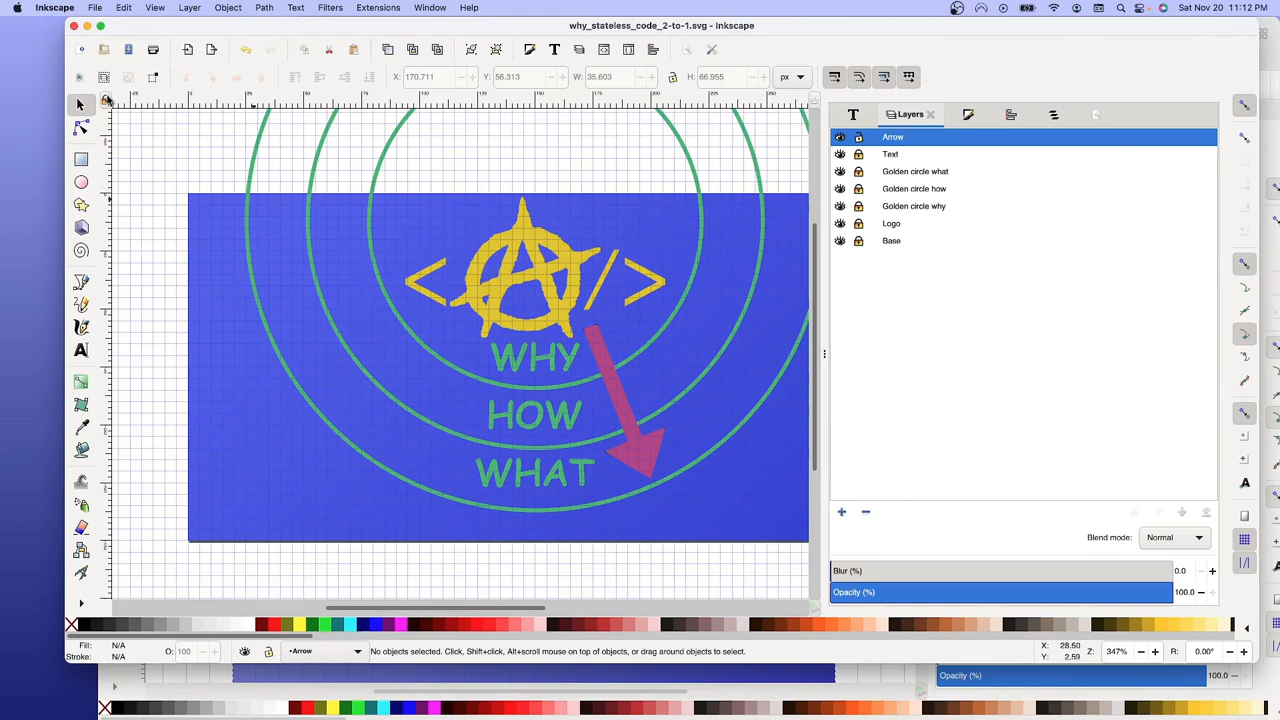 Inkscape File Edit View Layer Object Path Text Filters Extensions Window Help Sat Nov 20 11:12 PM
why_stateless_code_2-to-1.svg - Inkscape
X: 170.711 Y: 56.313 W: 35.603 H: 66.955 px
Layers
Arrow
Text
Golden circle what
Golden circle how
Golden circle why
Logo
Base
< A />
WHY
HOW
WHAT
Blend mode: Normal
Blur (%) 0.0
Opacity (%) 100.0
Fill: N/A
Stroke: N/A
O: 100
•Arrow
No objects selected. Click, Shift+click, Alt+scroll mouse on top of objects, or drag around objects to select.
X: 28.50
Y: 2.59
Z: 347%
R: 0.00°
Opacity (%) 100.0